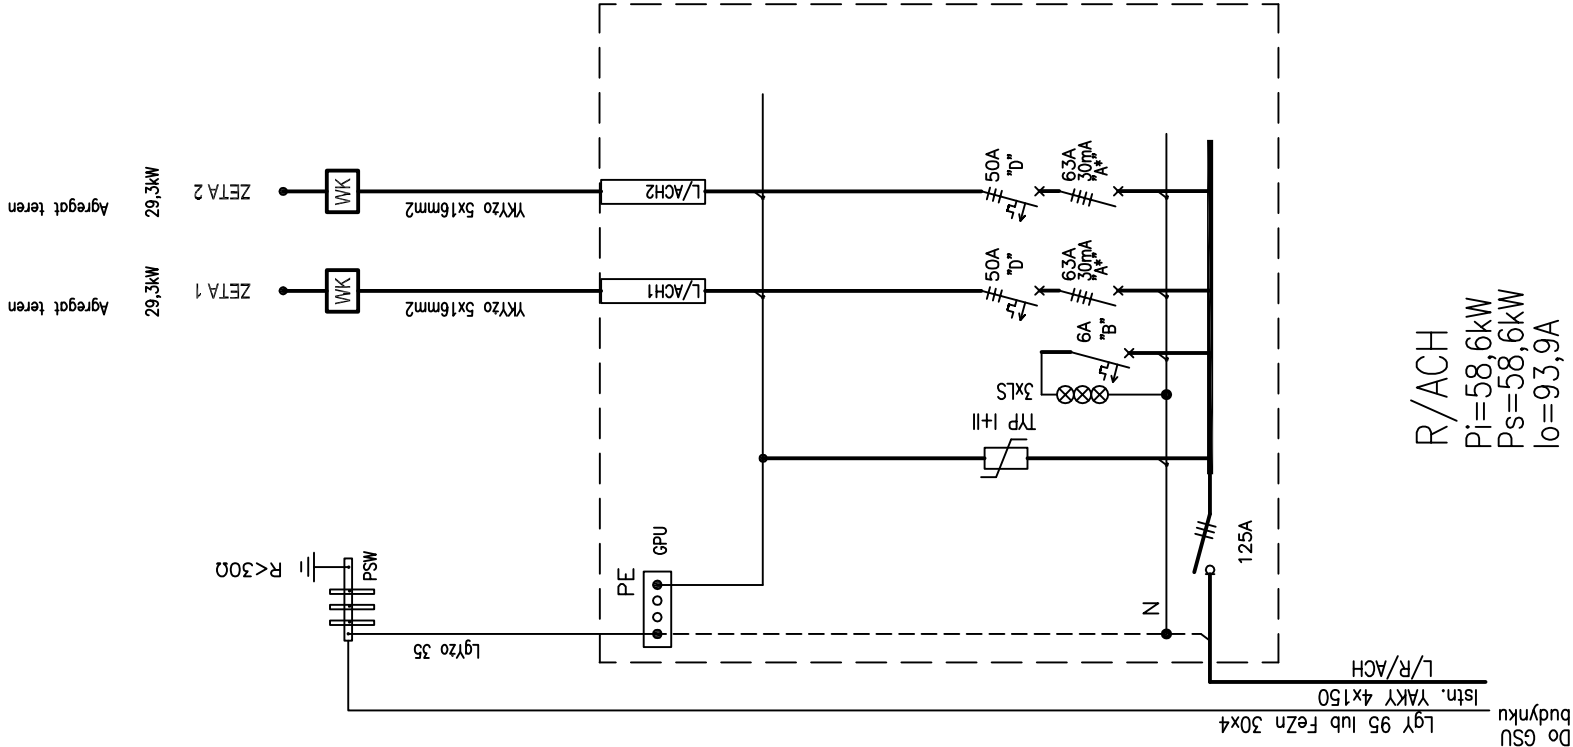 ZETA 2
29,3kW
Agregat teren
WK
YKYżo 5x16mm2
L/ACH2
50A
"D"
63A
30mA
"A*"
ZETA 1
29,3kW
Agregat teren
WK
YKYżo 5x16mm2
L/ACH1
50A
"D"
63A
30mA
"A*"
6A
"B"
3xLS
TYP I+II
R/ACH
Pi=58,6kW
Ps=58,6kW
Io=93,9A
R<30Ω
PSW
PE
GPU
N
125A
LgYżo 35
L/R/ACH
Istn. YAKY 4x150
LgY 95 lub FeZn 30x4
Do GSU
budynku